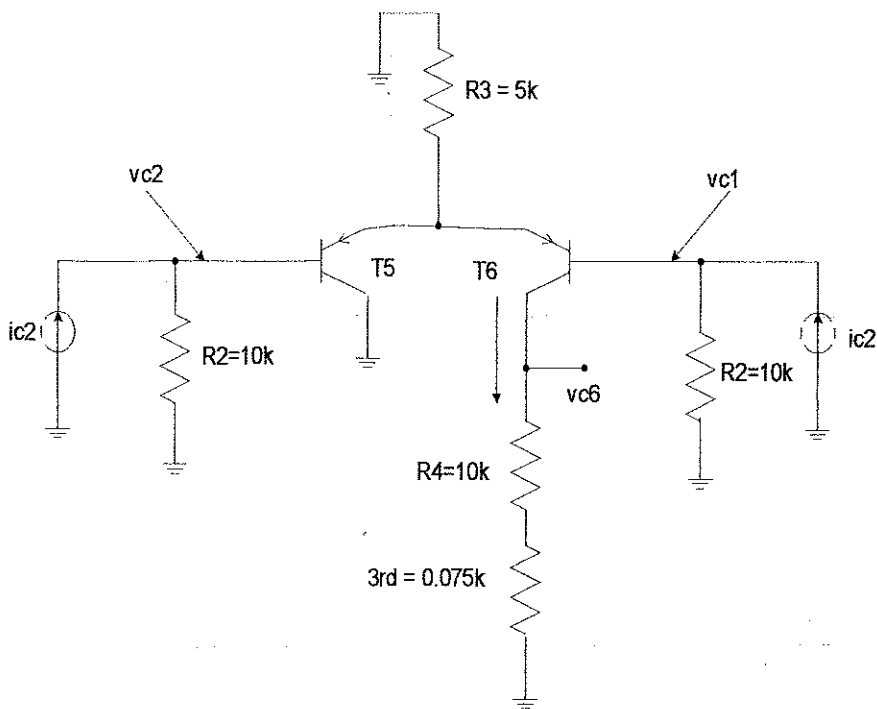 R3 = 5k
vc2
vc1
T5
T6
ic2
R2=10k
vc6
R2=10k
ic2
R4=10k
3rd = 0.075k